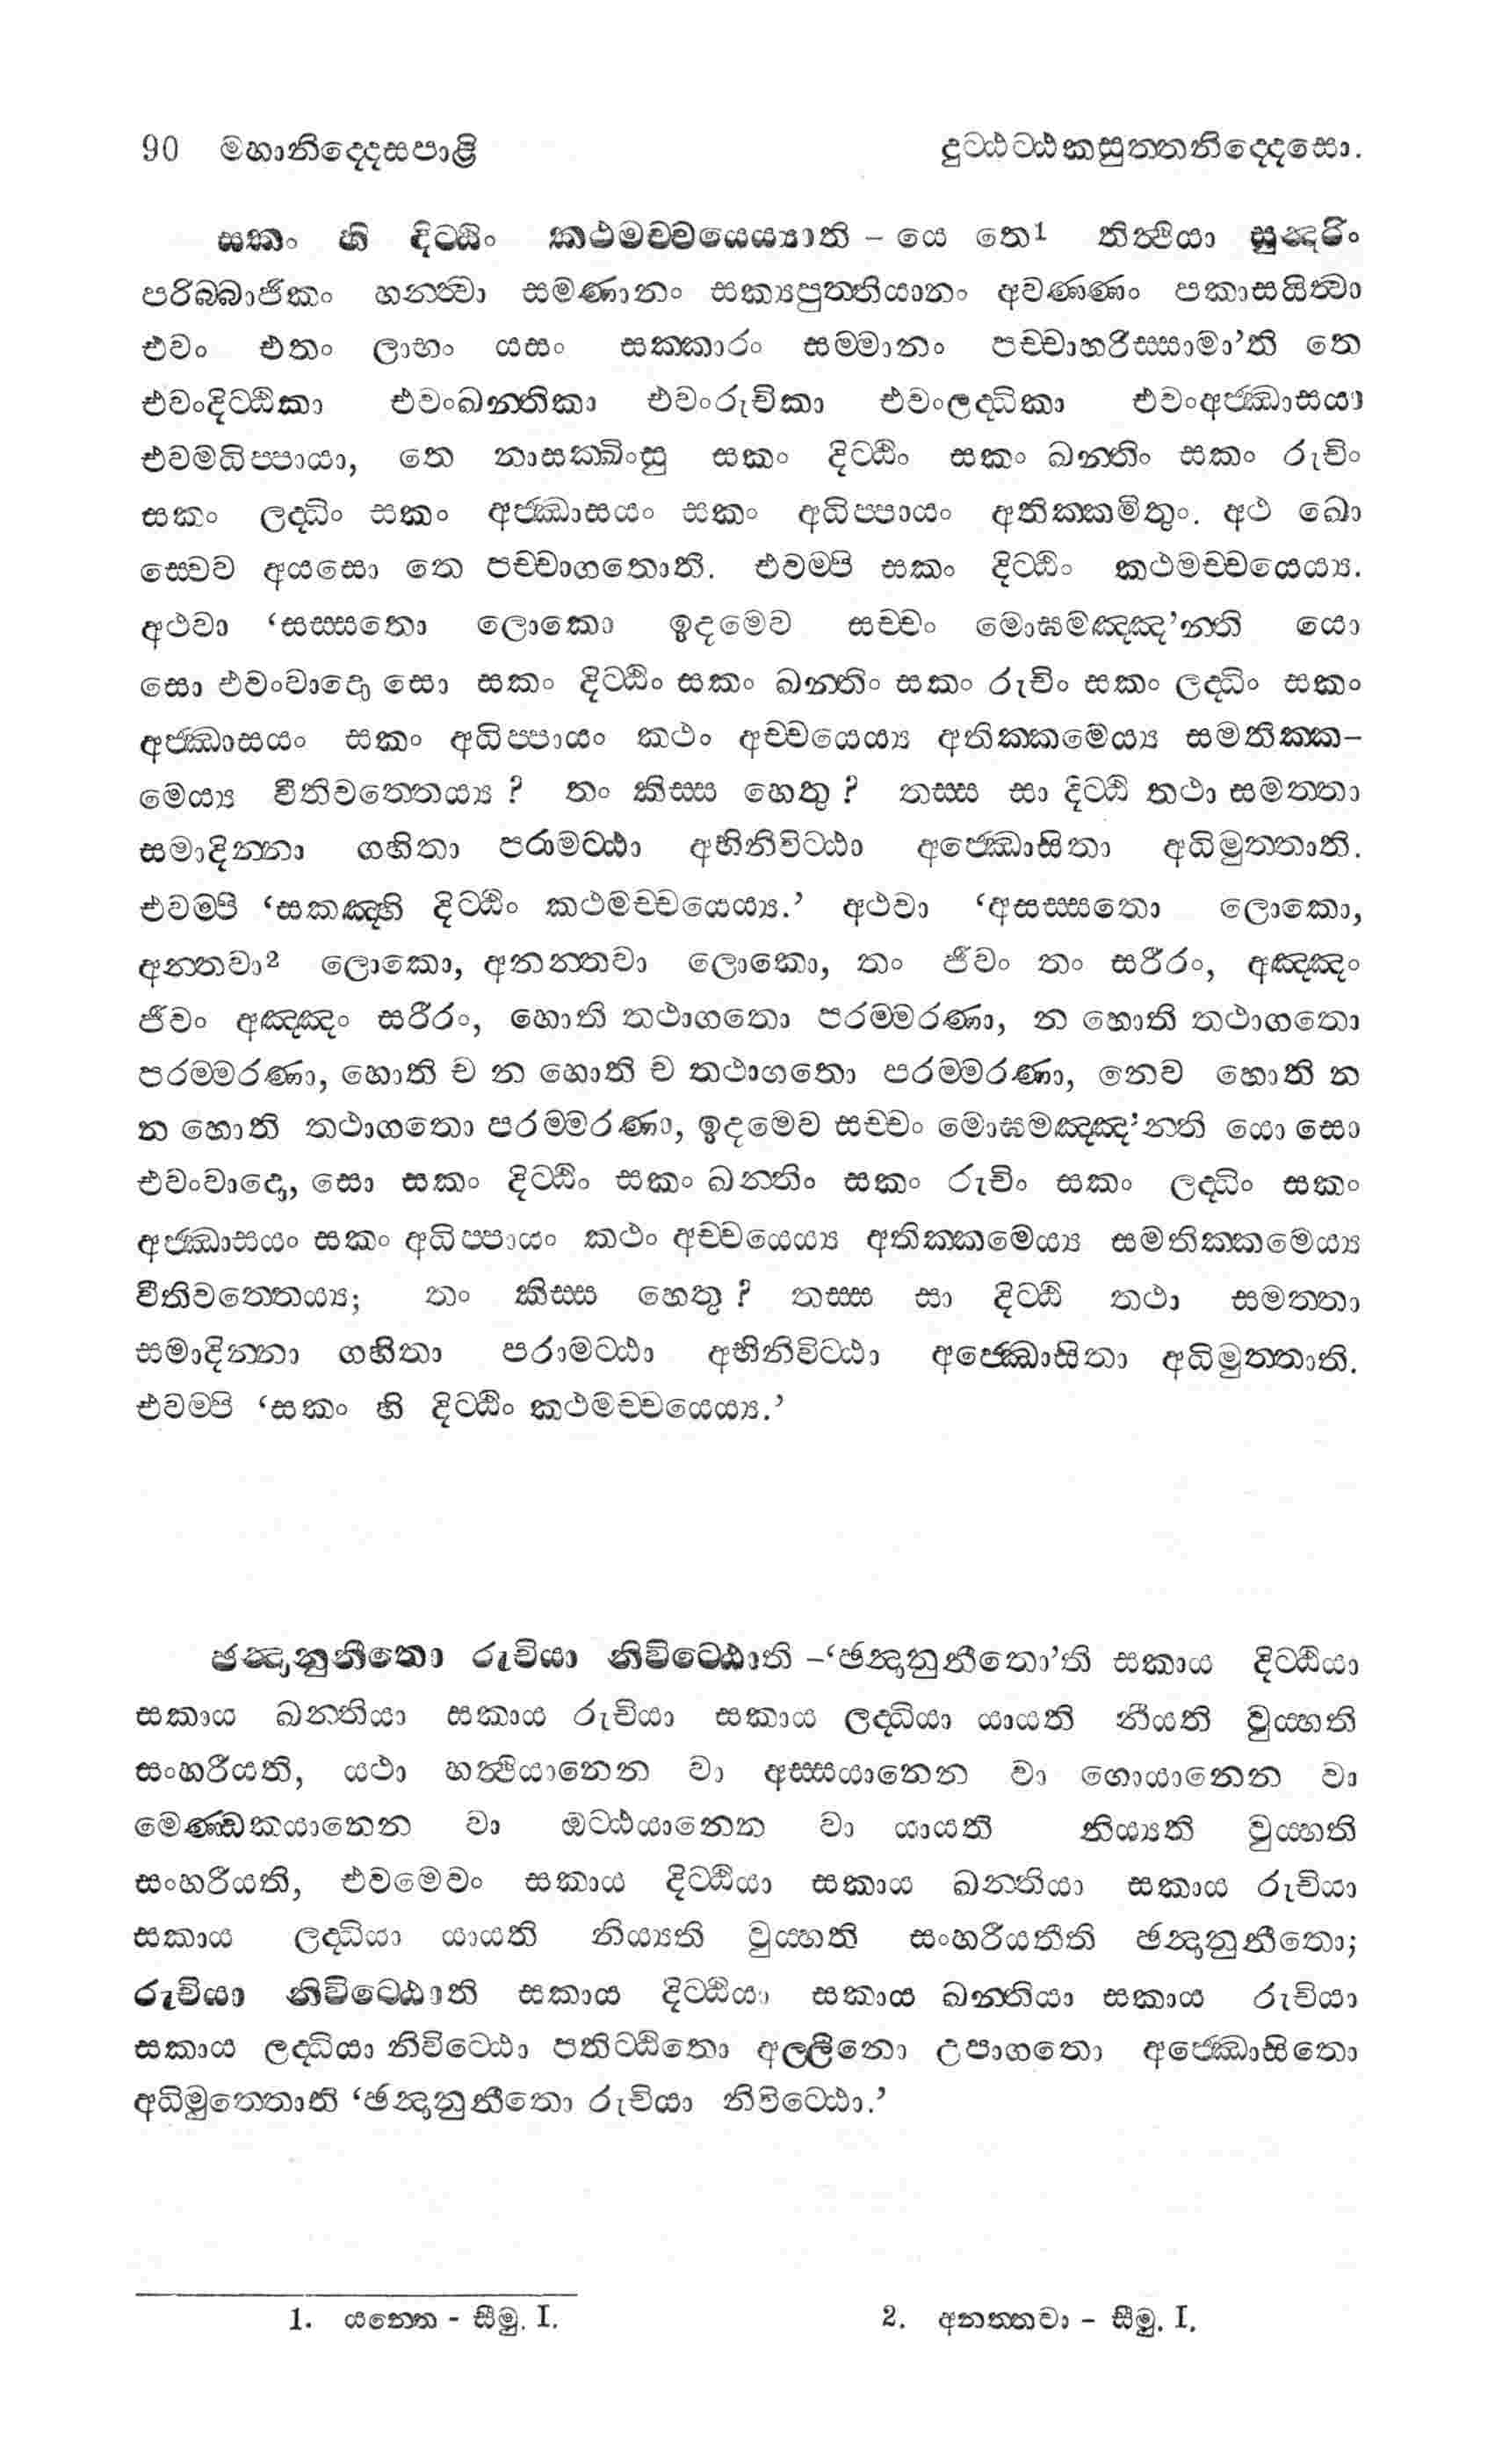 90 මහානිද්දෙසපාළි දුට්ඨට්ඨකසුත්තනිද්දෙසො.
සකං හි දිට්ඨිං කථමච්චයෙය්‍යාති – යෙ තෙ1 තිත්ථියා සුන්දරිං
පරිබ්බාජිකං හන්ත්වා සමණානං සක්‍යපුත්තියානං අවණ්ණං පකාසයිත්වා
එවං එතං ලාභං යසං සක්කාරං සම්මානං පච්චාහරිස්සාමා’ති තෙ
එවංදිට්ඨිකා එවංඛන්තිකා එවංරුචිකා එවංලද්ධිකා එවංඅජ්ඣාසයා
එවමධිප්පායා, තෙ නාසක්ඛිංසු සකං දිට්ඨිං සකං ඛන්තිං සකං රුචිං
සකං ලද්ධිං සකං අජ්ඣාසයං සකං අධිප්පායං අතික්කමිතුං. අථ ඛො
ස්වෙව අයසො තෙ පච්චාගතොති. එවම්පි සකං දිට්ඨිං කථමච්චයෙය්‍ය.
අථවා ‘සස්සතො ලොකො ඉදමෙව සච්චං මොඝමඤ්ඤ’න්ති යො
සො එවංවාදො සො සකං දිට්ඨිං සකං ඛන්තිං සකං රුචිං සකං ලද්ධිං සකං
අජ්ඣාසයං සකං අධිප්පායං කථං අච්චයෙය්‍ය අතික්කමෙය්‍ය සමතික්ක–
මෙය්‍ය වීතිවත්තෙය්‍ය ? තං කිස්ස හෙතු ? තස්ස සා දිට්ඨි තථා සමත්තා
සමාදින්නා ගහිතා පරාමට්ඨා අභිනිවිට්ඨා අජ්ඣොසිතා අධිමුත්තාති.
එවම්පි ‘සකඤ්හි දිට්ඨිං කථමච්චයෙය්‍ය.’ අථවා ‘අසස්සතො ලොකො,
අන්තවා2 ලොකො, අනන්තවා ලොකො, තං ජීවං තං සරීරං, අඤ්ඤං
ජීවං අඤ්ඤං සරීරං, හොති තථාගතො පරම්මරණා, න හොති තථාගතො
පරම්මරණා, හොති ච න හොති ච තථාගතො පරම්මරණා, නෙව හොති න
න හොති තථාගතො පරම්මරණා, ඉදමෙව සච්චං මොඝමඤ්ඤ’න්ති යො සො
එවංවාදො, සො සකං දිට්ඨිං සකං ඛන්තිං සකං රුචිං සකං ලද්ධිං සකං
අජ්ඣාසයං සකං අධිප්පායං කථං අච්චයෙය්‍ය අතික්කමෙය්‍ය සමතික්කමෙය්‍ය
වීතිවත්තෙය්‍ය; තං කිස්ස හෙතු ? තස්ස සා දිට්ඨි තථා සමත්තා
සමාදින්නා ගහිතා පරාමට්ඨා අභිනිවිට්ඨා අජ්ඣොසිතා අධිමුත්තාති.
එවම්පි ‘සකං හි දිට්ඨිං කථමච්චයෙය්‍ය.’
ඡන්දානුනීතො රුචියා නිවිට්ඨොති –‘ඡන්දානුනීතො’ති සකාය දිට්ඨියා
සකාය ඛන්තියා සකාය රුචියා සකාය ලද්ධියා යායති නීයති වුය්හති
සංහරීයති, යථා හත්ථියානෙන වා අස්සයානෙන වා ගොයානෙන වා
මෙණ්ඩකයානෙන වා ඔට්ඨයානෙන වා යායති නිය්‍යති වුය්හති
සංහරීයති, එවමෙවං සකාය දිට්ඨියා සකාය ඛන්තියා සකාය රුචියා
සකාය ලද්ධියා යායති නිය්‍යති වුය්හති සංහරීයතීති ඡන්දානුනීතො;
රුචියා නිවිට්ඨොති සකාය දිට්ඨියා සකාය ඛන්තියා සකාය රුචියා
සකාය ලද්ධියා නිවිට්ඨො පතිට්ඨිතො අල්ලීනො උපාගතො අජ්ඣොසිතො
අධිමුත්තොති ‘ඡන්දානුනීතො රුචියා නිවිට්ඨො.’
1. යන්තෙ - සීමු. I. 2. අනත්තවා – සීමු. I.